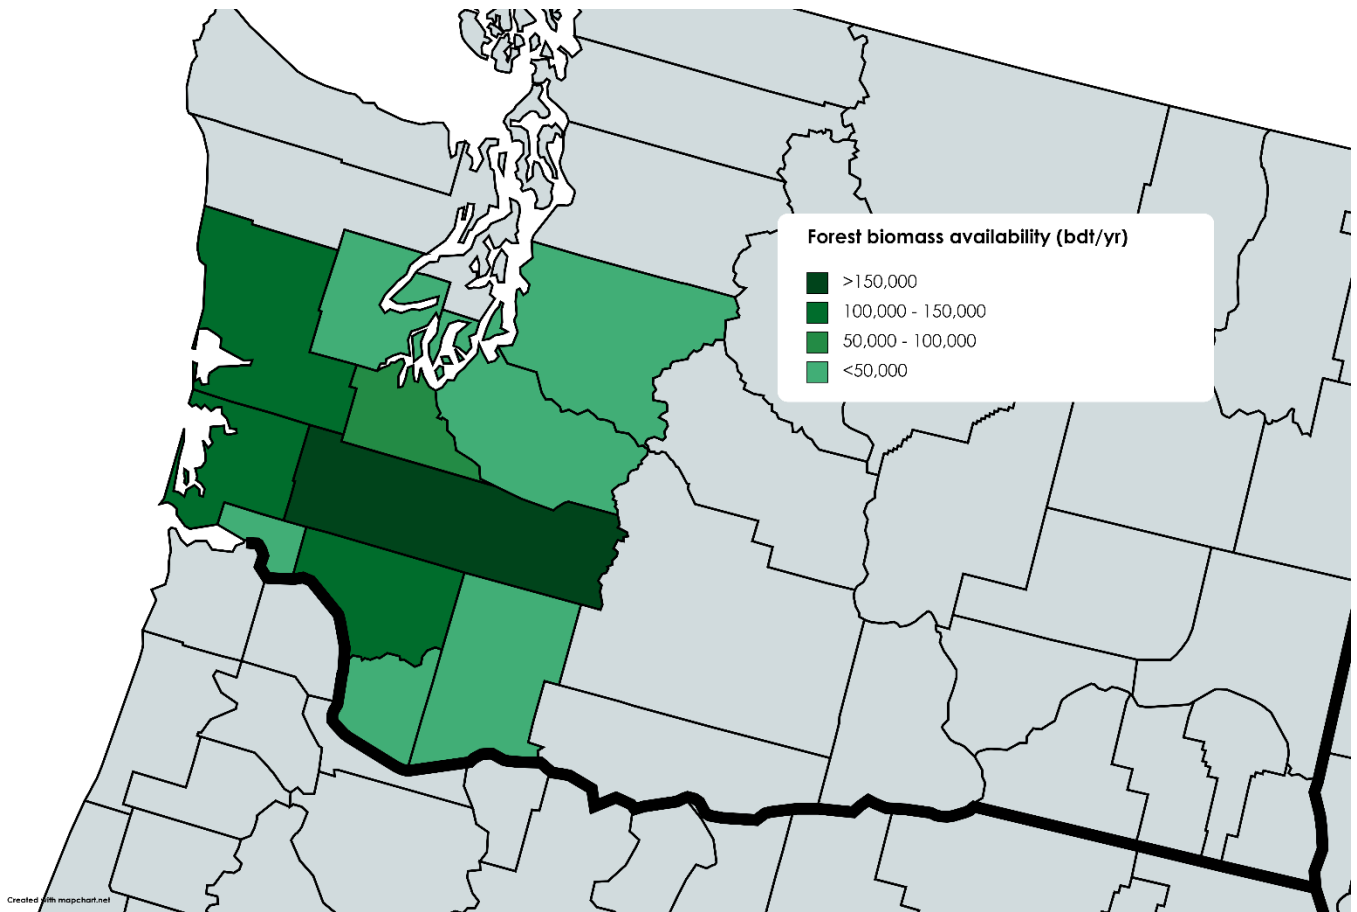 Forest biomass availability (bdt/yr)
>150,000
100,000 - 150,000
50,000 - 100,000
<50,000
Created with mapchart.net